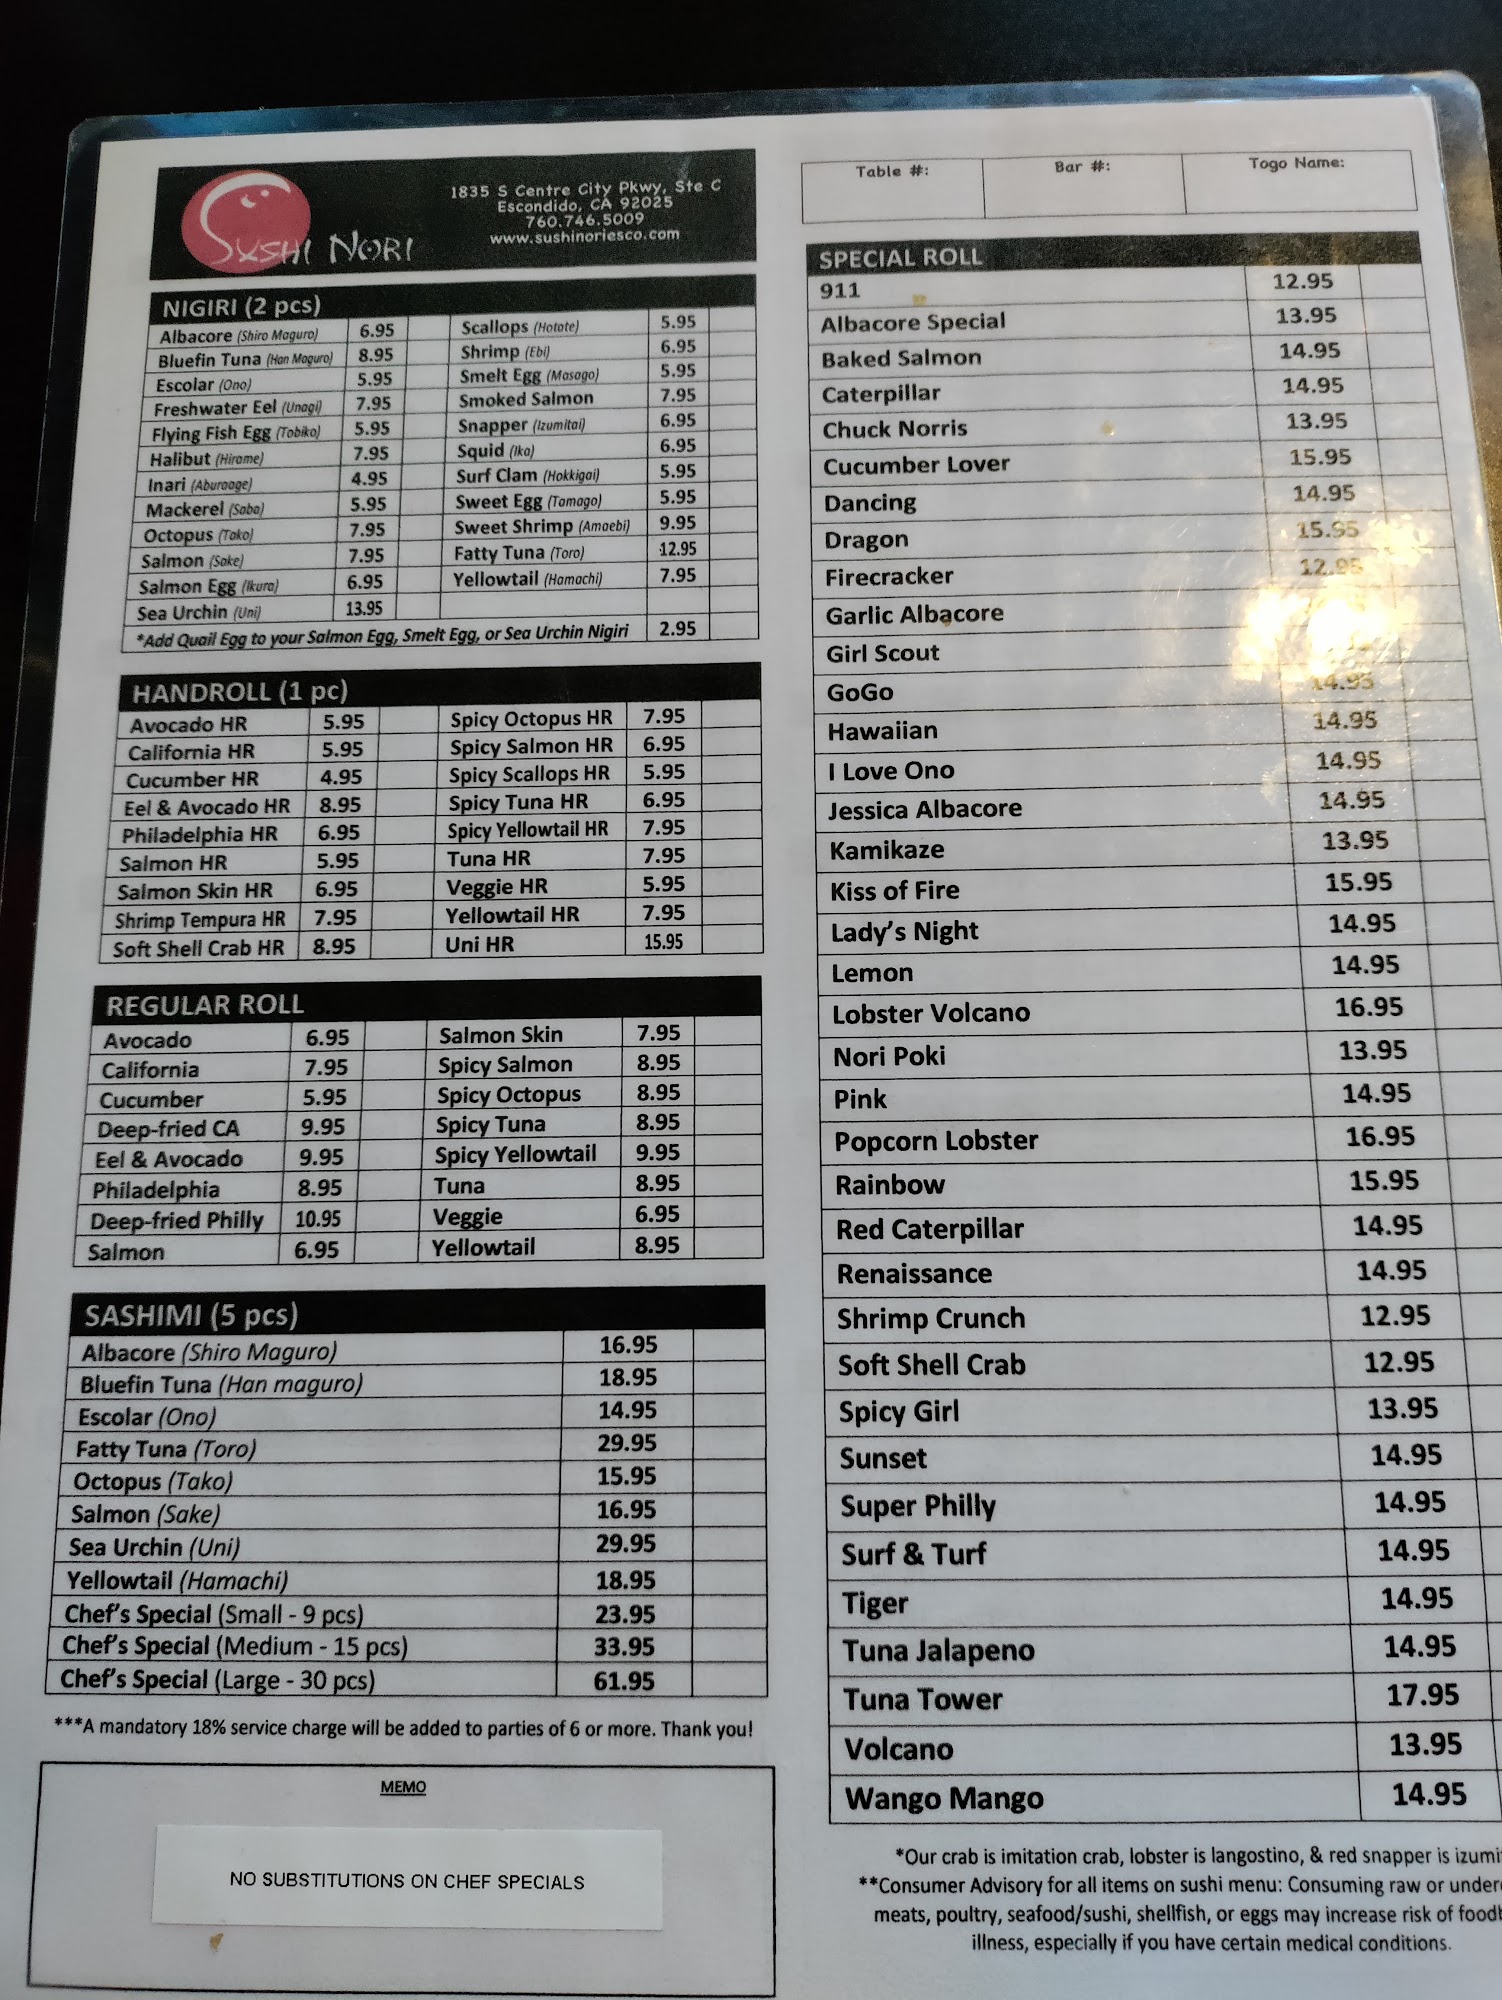 SUSHI NORI
1835 S Centre City Pkwy, Ste C
Escondido, CA 92025
760.746.5009
www.sushinoriesco.com
NIGIRI (2 pcs)
Albacore (Shiro Maguro) 6.95 Scallops (Hotate) 5.95
Bluefin Tuna (Han Maguro) 8.95 Shrimp (Ebi) 6.95
Escolar (Ono) 5.95 Smelt Egg (Masago) 5.95
Freshwater Eel (Unagi) 7.95 Smoked Salmon 7.95
Flying Fish Egg (Tobiko) 5.95 Snapper (Izumitai) 6.95
Halibut (Hirame) 7.95 Squid (Ika) 6.95
Inari (Aburaage) 4.95 Surf Clam (Hokkigai) 5.95
Mackerel (Saba) 5.95 Sweet Egg (Tamago) 5.95
Octopus (Tako) 7.95 Sweet Shrimp (Amaebi) 9.95
Salmon (Sake) 7.95 Fatty Tuna (Toro) 12.95
Salmon Egg (Ikura) 6.95 Yellowtail (Hamachi) 7.95
Sea Urchin (Uni) 13.95
*Add Quail Egg to your Salmon Egg, Smelt Egg, or Sea Urchin Nigiri 2.95
HANDROLL (1 pc)
Avocado HR 5.95 Spicy Octopus HR 7.95
California HR 5.95 Spicy Salmon HR 6.95
Cucumber HR 4.95 Spicy Scallops HR 5.95
Eel & Avocado HR 8.95 Spicy Tuna HR 6.95
Philadelphia HR 6.95 Spicy Yellowtail HR 7.95
Salmon HR 5.95 Tuna HR 7.95
Salmon Skin HR 6.95 Veggie HR 5.95
Shrimp Tempura HR 7.95 Yellowtail HR 7.95
Soft Shell Crab HR 8.95 Uni HR 15.95
REGULAR ROLL
Avocado 6.95 Salmon Skin 7.95
California 7.95 Spicy Salmon 8.95
Cucumber 5.95 Spicy Octopus 8.95
Deep-fried CA 9.95 Spicy Tuna 8.95
Eel & Avocado 9.95 Spicy Yellowtail 9.95
Philadelphia 8.95 Tuna 8.95
Deep-fried Philly 10.95 Veggie 6.95
Salmon 6.95 Yellowtail 8.95
SASHIMI (5 pcs)
Albacore (Shiro Maguro) 16.95
Bluefin Tuna (Han maguro) 18.95
Escolar (Ono) 14.95
Fatty Tuna (Toro) 29.95
Octopus (Tako) 15.95
Salmon (Sake) 16.95
Sea Urchin (Uni) 29.95
Yellowtail (Hamachi) 18.95
Chef's Special (Small - 9 pcs) 23.95
Chef's Special (Medium - 15 pcs) 33.95
Chef's Special (Large - 30 pcs) 61.95
***A mandatory 18% service charge will be added to parties of 6 or more. Thank you!
MEMO
NO SUBSTITUTIONS ON CHEF SPECIALS
Table #: Bar #: Togo Name:
SPECIAL ROLL
911 12.95
Albacore Special 13.95
Baked Salmon 14.95
Caterpillar 14.95
Chuck Norris 13.95
Cucumber Lover 15.95
Dancing 14.95
Dragon 15.95
Firecracker 12.95
Garlic Albacore
Girl Scout
GoGo 14.95
Hawaiian 14.95
I Love Ono 14.95
Jessica Albacore 14.95
Kamikaze 13.95
Kiss of Fire 15.95
Lady's Night 14.95
Lemon 14.95
Lobster Volcano 16.95
Nori Poki 13.95
Pink 14.95
Popcorn Lobster 16.95
Rainbow 15.95
Red Caterpillar 14.95
Renaissance 14.95
Shrimp Crunch 12.95
Soft Shell Crab 12.95
Spicy Girl 13.95
Sunset 14.95
Super Philly 14.95
Surf & Turf 14.95
Tiger 14.95
Tuna Jalapeno 14.95
Tuna Tower 17.95
Volcano 13.95
Wango Mango 14.95
*Our crab is imitation crab, lobster is langostino, & red snapper is izumi
**Consumer Advisory for all items on sushi menu: Consuming raw or under
meats, poultry, seafood/sushi, shellfish, or eggs may increase risk of food
illness, especially if you have certain medical conditions.